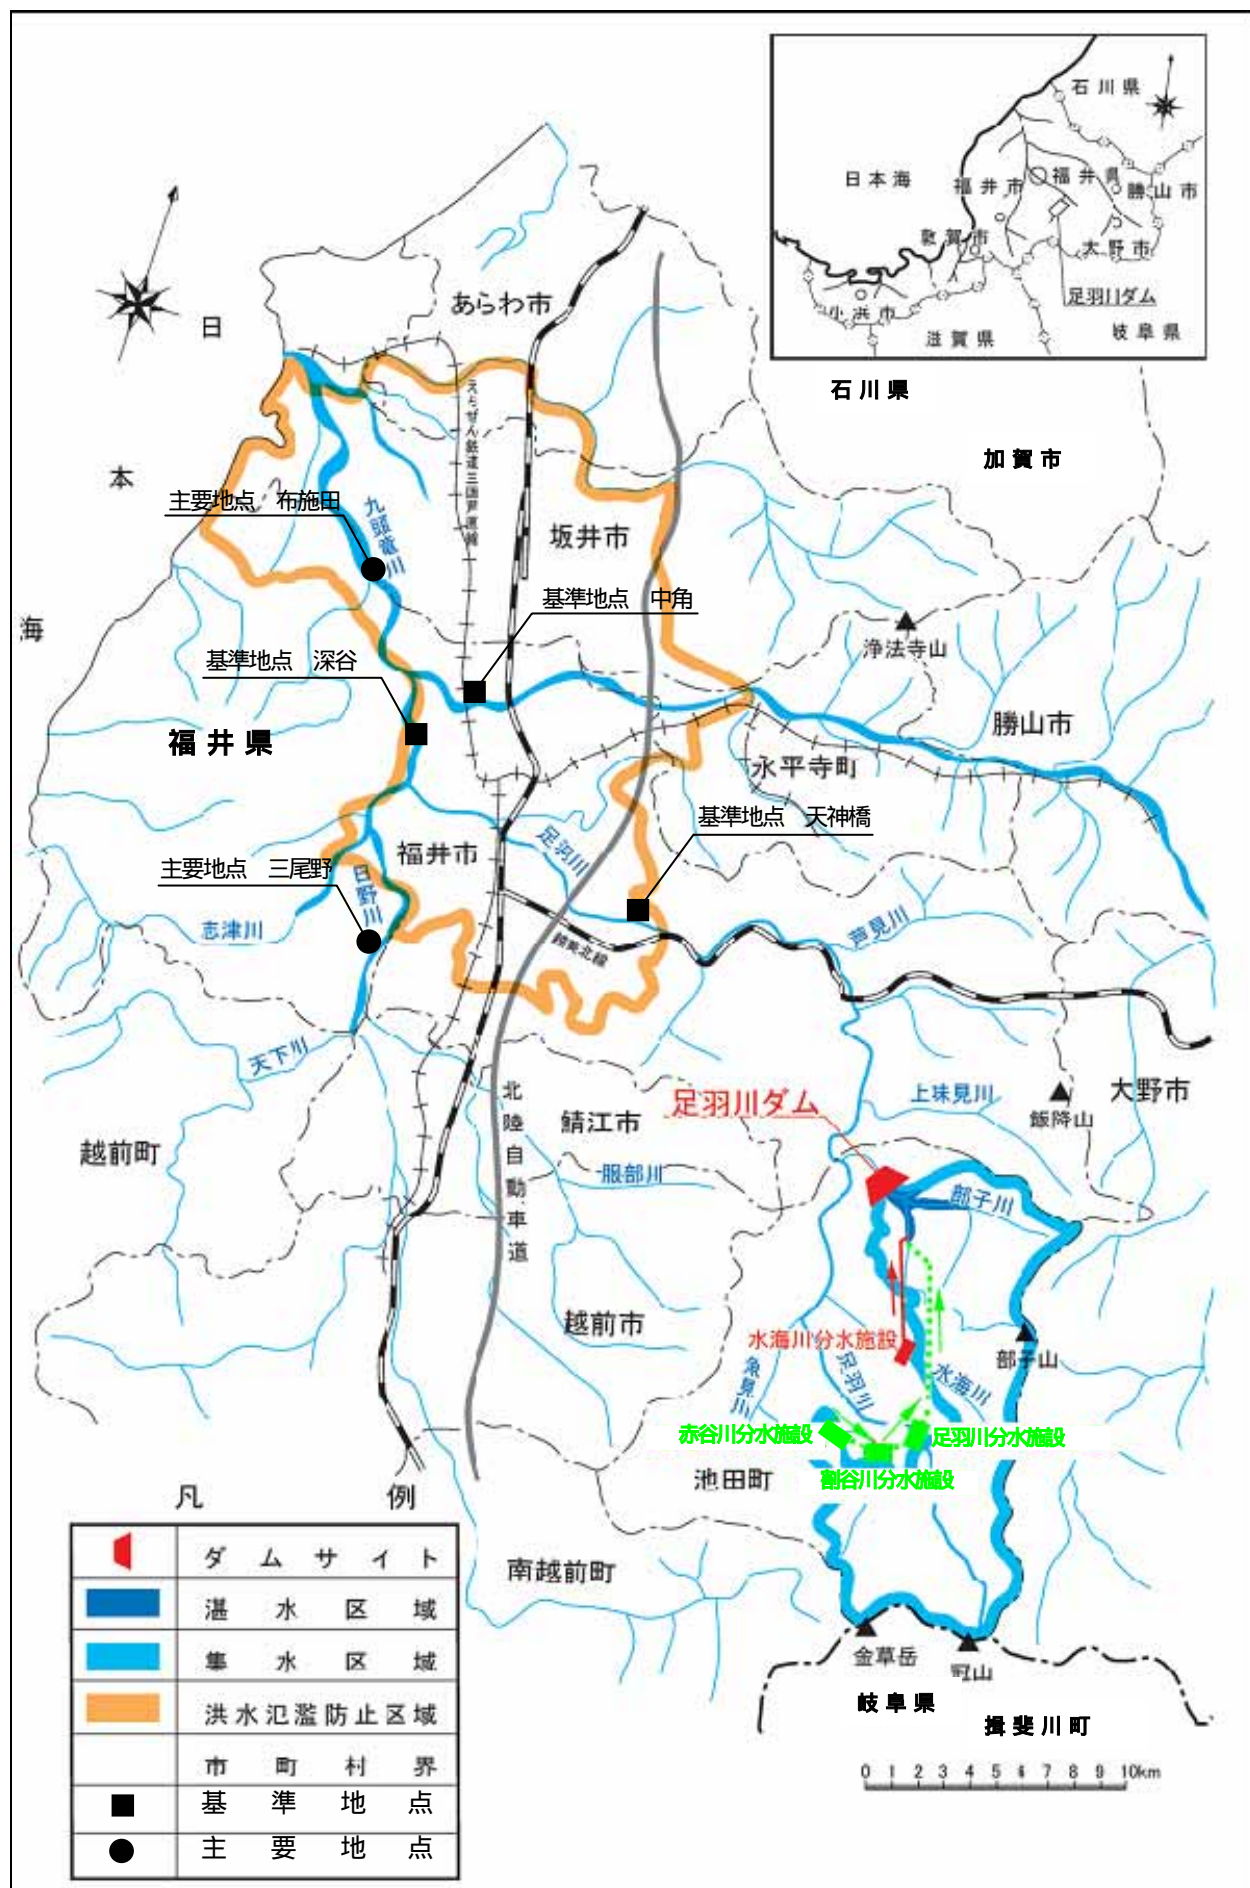 石川県
日本海
福井市
福井県
勝山市
敦賀市
大野市
小浜市
足羽川ダム
滋賀県
岐阜県
石川県
加賀市
日
本
海
あらわ市
主要地点 布施田
九頭竜川
坂井市
基準地点 中角
基準地点 深谷
浄法寺山
勝山市
福井県
永平寺町
基準地点 天神橋
足羽川
福井市
主要地点 三尾野
日野川
志津川
芦見川
越美北線
天下川
北陸自動車道
足羽川ダム
上味見川
飯降山
大野市
鯖江市
越前町
服部川
部子川
越前市
水海川分水施設
部子山
魚見川
足羽川
水海川
赤谷川分水施設
足羽川分水施設
割谷川分水施設
池田町
南越前町
金草岳
冠山
岐阜県
揖斐川町
凡例
ダムサイト
湛水区域
集水区域
洪水氾濫防止区域
市町村界
基準地点
主要地点
0 1 2 3 4 5 6 7 8 9 10km